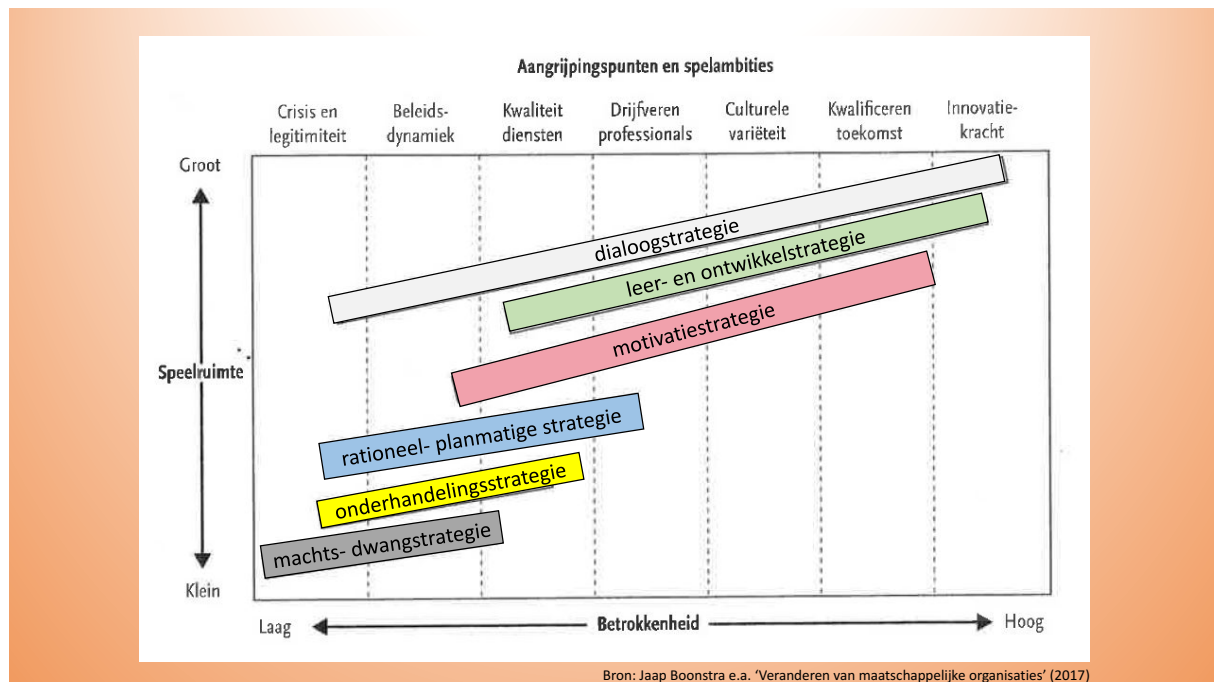 Aangrijpingspunten en spelambities
Crisis en
legitimiteit
Beleids-
dynamiek
Kwaliteit
diensten
Drijfveren
professionals
Culturele
variëteit
Kwalificeren
toekomst
Innovatie-
kracht
Groot
dialoogstrategie
leer- en ontwikkelstrategie
motivatiestrategie
Speelruimte
rationeel- planmatige strategie
onderhandelingsstrategie
machts- dwangstrategie
Klein
Laag
Betrokkenheid
Hoog
Bron: Jaap Boonstra e.a. ‘Veranderen van maatschappelijke organisaties’ (2017)